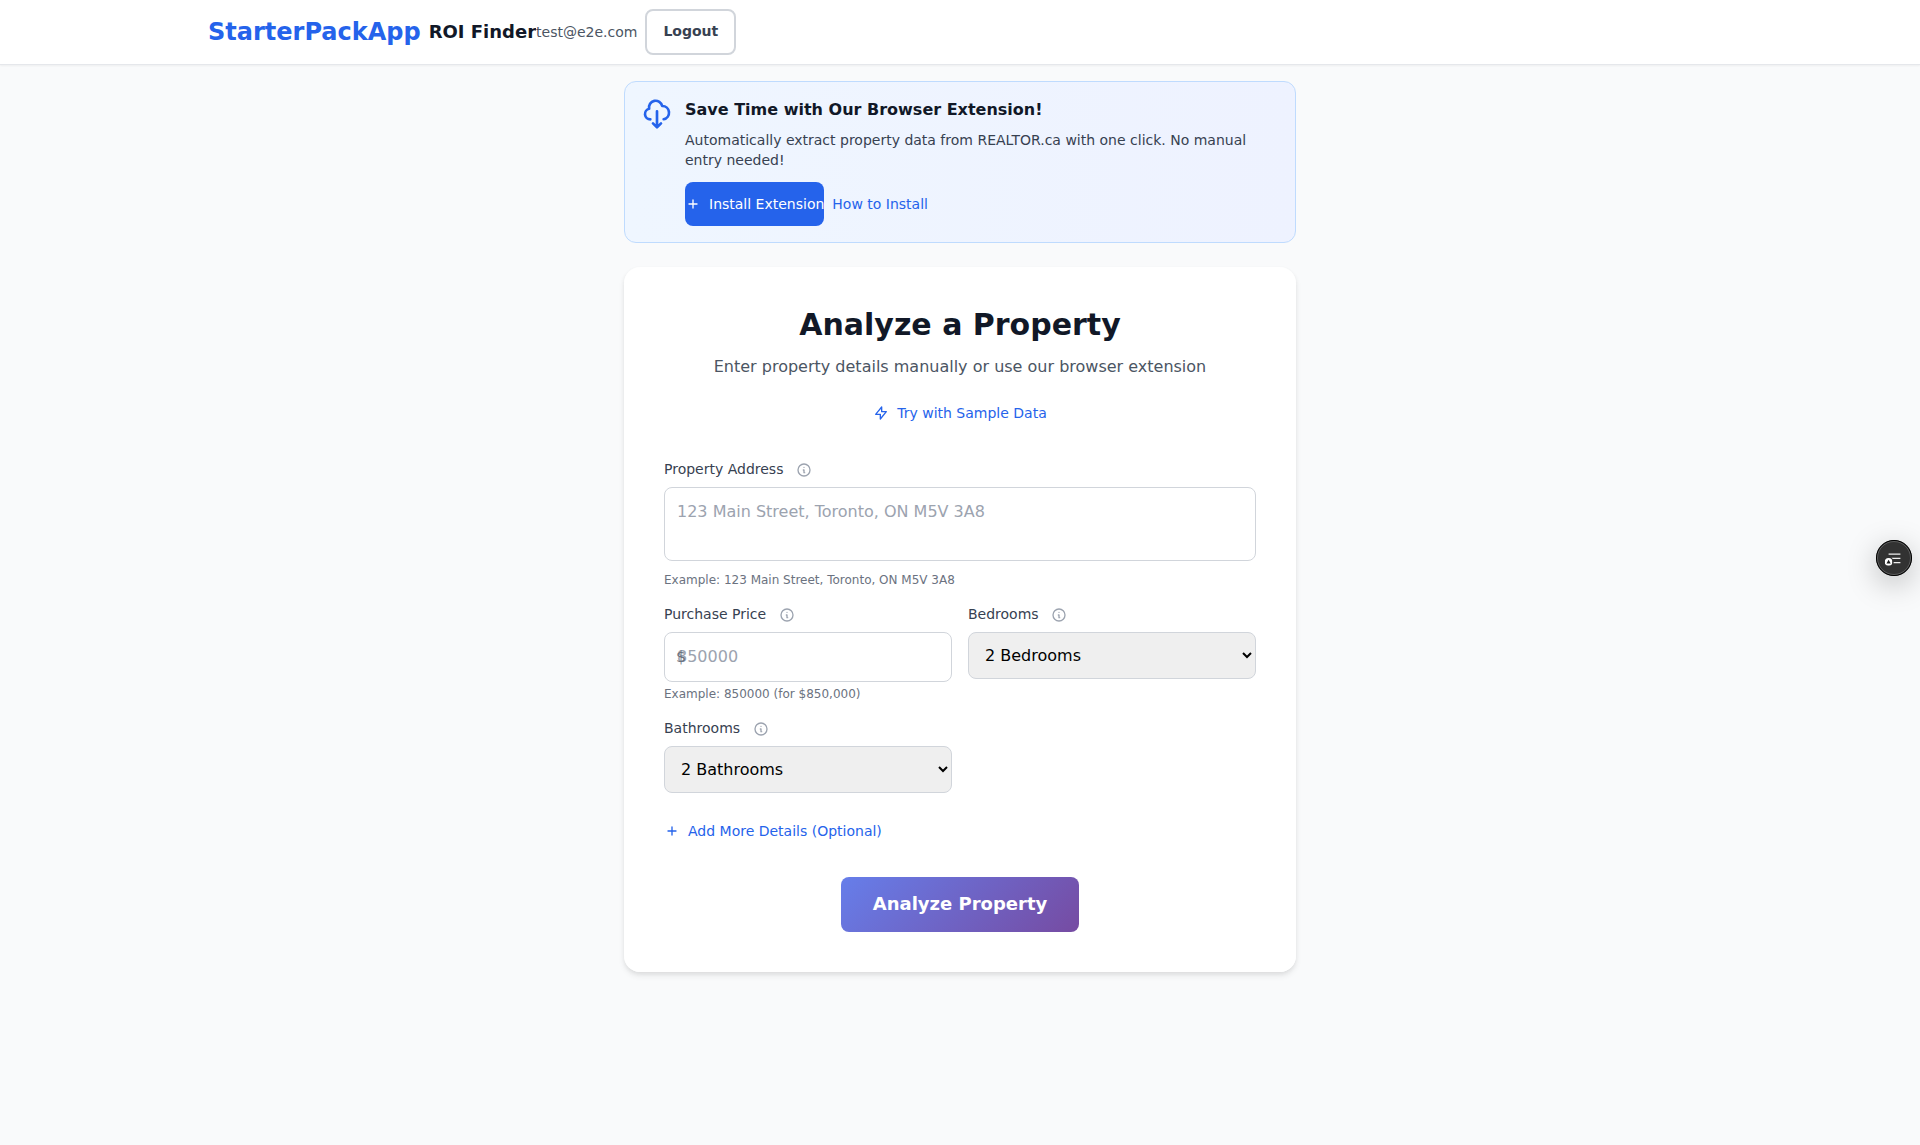 StarterPackApp ROI Finder test@e2e.com Logout
Save Time with Our Browser Extension!
Automatically extract property data from REALTOR.ca with one click. No manual
entry needed!
Install Extension How to Install
Analyze a Property
Enter property details manually or use our browser extension
Try with Sample Data
Property Address
123 Main Street, Toronto, ON M5V 3A8
Example: 123 Main Street, Toronto, ON M5V 3A8
Purchase Price Bedrooms
$850000 2 Bedrooms
Example: 850000 (for $850,000)
Bathrooms
2 Bathrooms
Add More Details (Optional)
Analyze Property